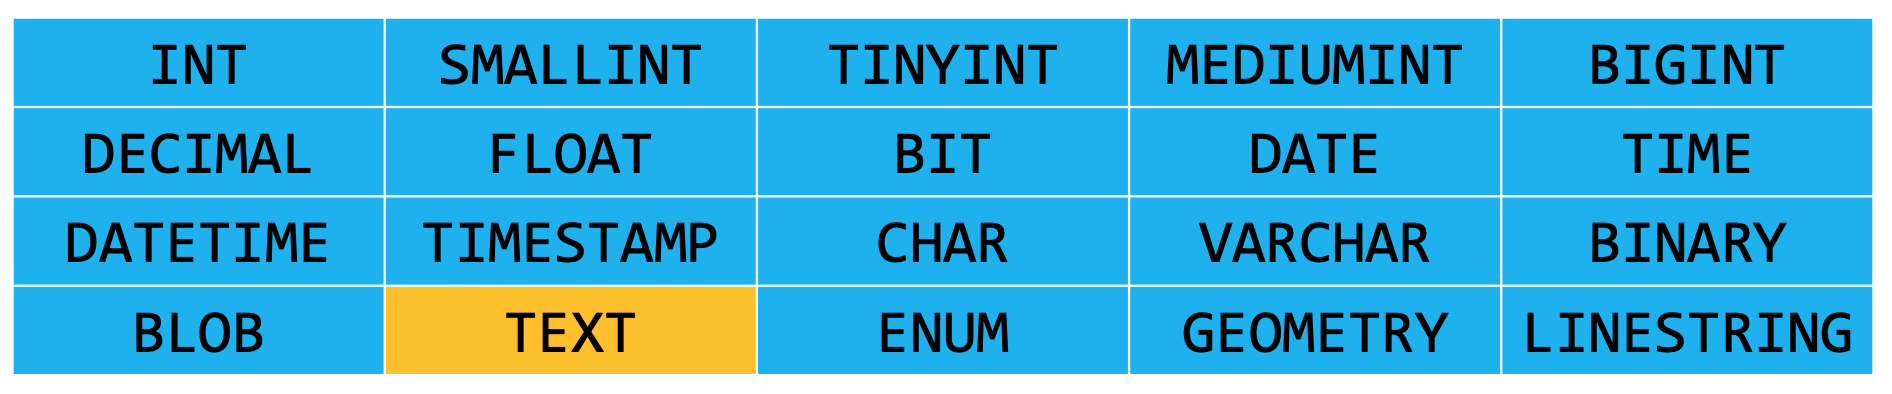 INT SMALLINT TINYINT MEDIUMINT BIGINT
DECIMAL FLOAT BIT DATE TIME
DATETIME TIMESTAMP CHAR VARCHAR BINARY
BLOB TEXT ENUM GEOMETRY LINESTRING